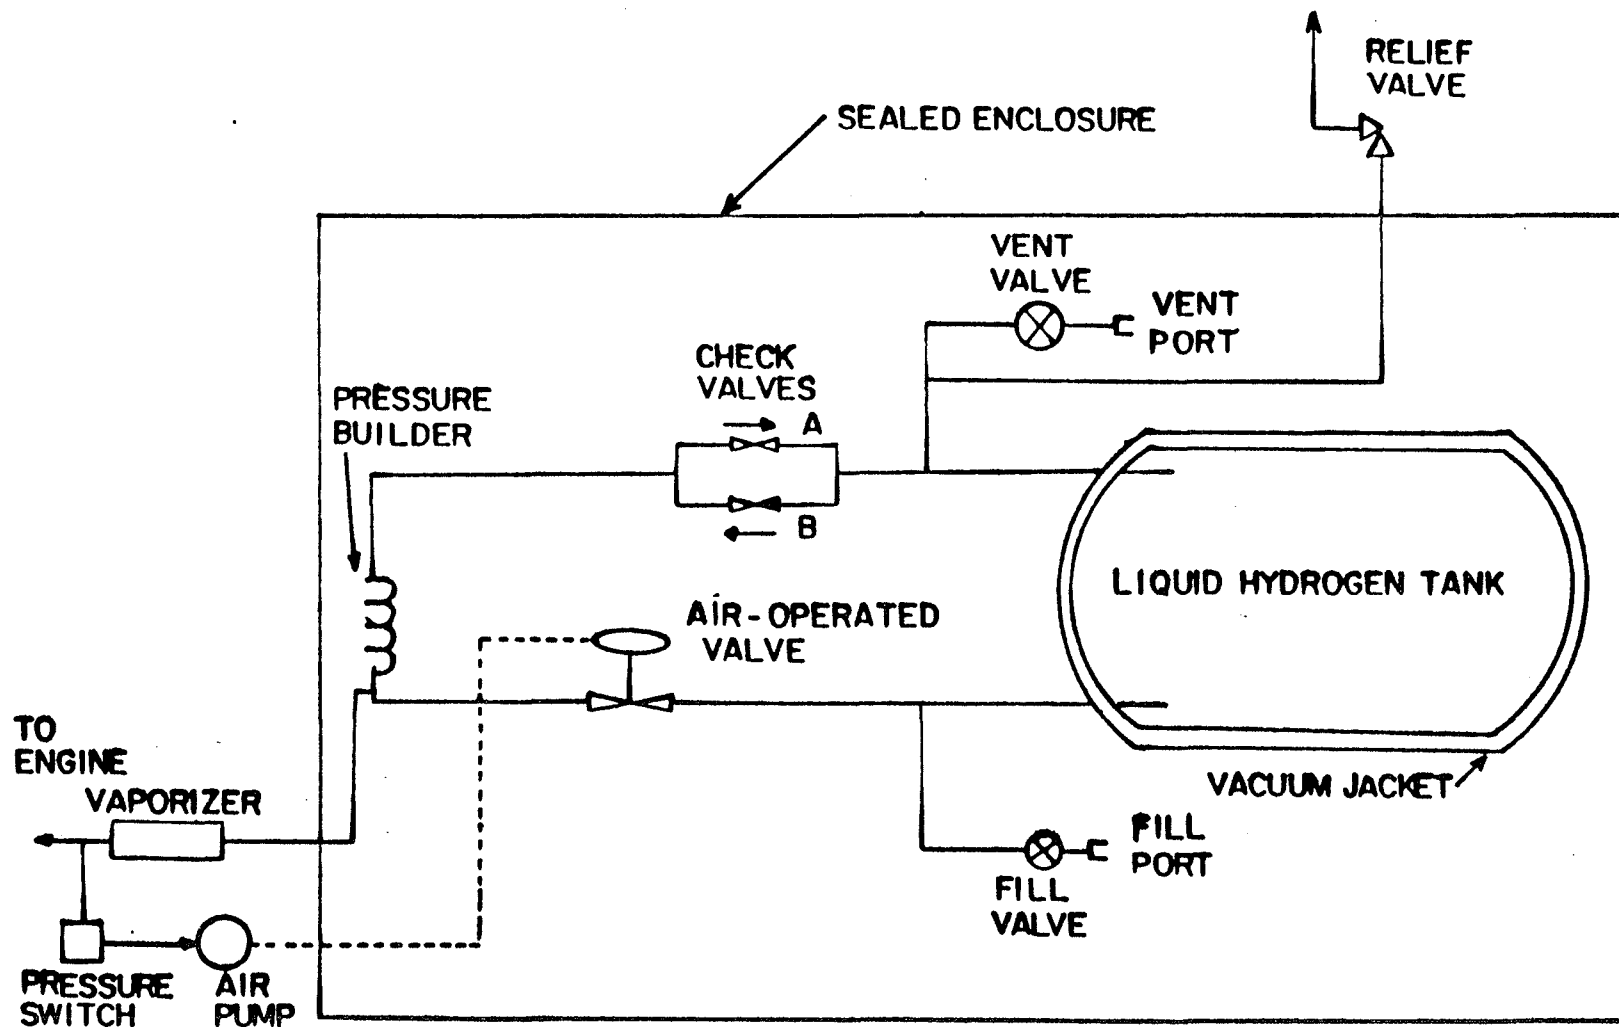 RELIEF
VALVE
SEALED ENCLOSURE
VENT
VALVE
VENT
PORT
CHECK
VALVES
A
B
PRESSURE
BUILDER
LIQUID HYDROGEN TANK
AIR-OPERATED
VALVE
TO
ENGINE
VAPORIZER
VACUUM JACKET
FILL
PORT
FILL
VALVE
PRESSURE
SWITCH
AIR
PUMP